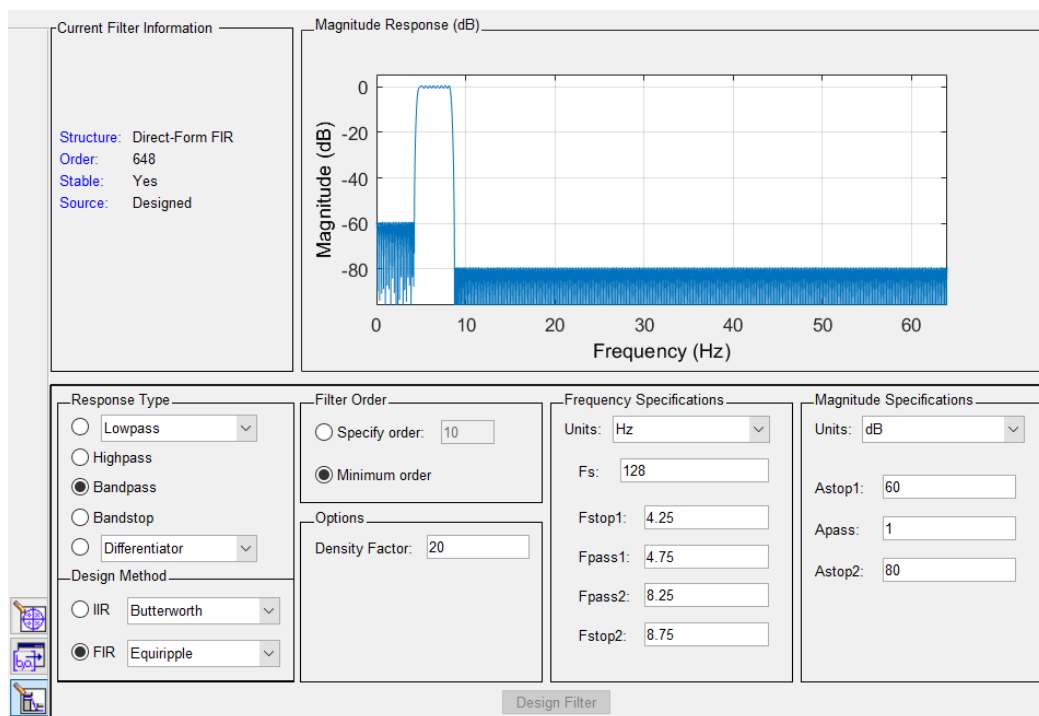 Current Filter Information
Structure: Direct-Form FIR
Order: 648
Stable: Yes
Source: Designed
Magnitude Response (dB)
0
-20
-40
-60
-80
Magnitude (dB)
0 10 20 30 40 50 60
Frequency (Hz)
Response Type
Lowpass
Highpass
Bandpass
Bandstop
Differentiator
Design Method
IIR Butterworth
FIR Equiripple
Filter Order
Specify order: 10
Minimum order
Options
Density Factor: 20
Frequency Specifications
Units: Hz
Fs: 128
Fstop1: 4.25
Fpass1: 4.75
Fpass2: 8.25
Fstop2: 8.75
Magnitude Specifications
Units: dB
Astop1: 60
Apass: 1
Astop2: 80
[b,a]
Design Filter